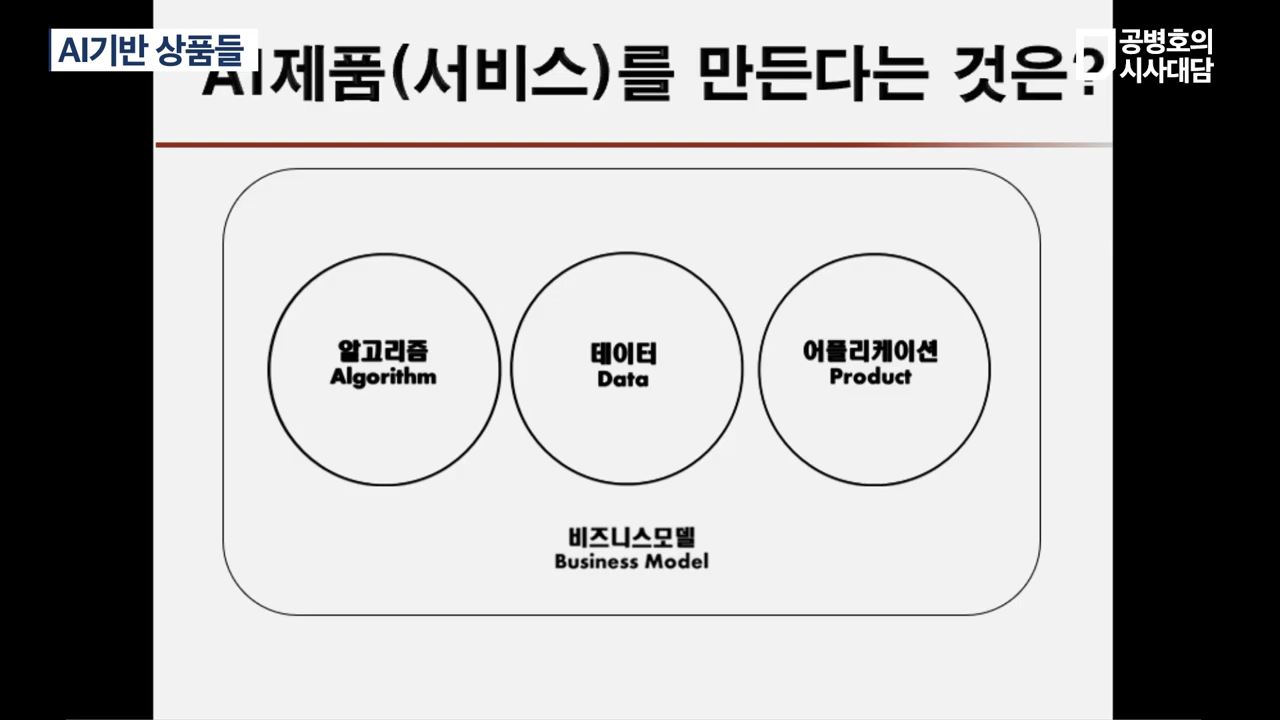 AI기반 상품들
AI제품(서비스)를 만든다는 것은?
공병호의
시사대담
알고리즘
Algorithm
데이터
Data
어플리케이션
Product
비즈니스모델
Business Model